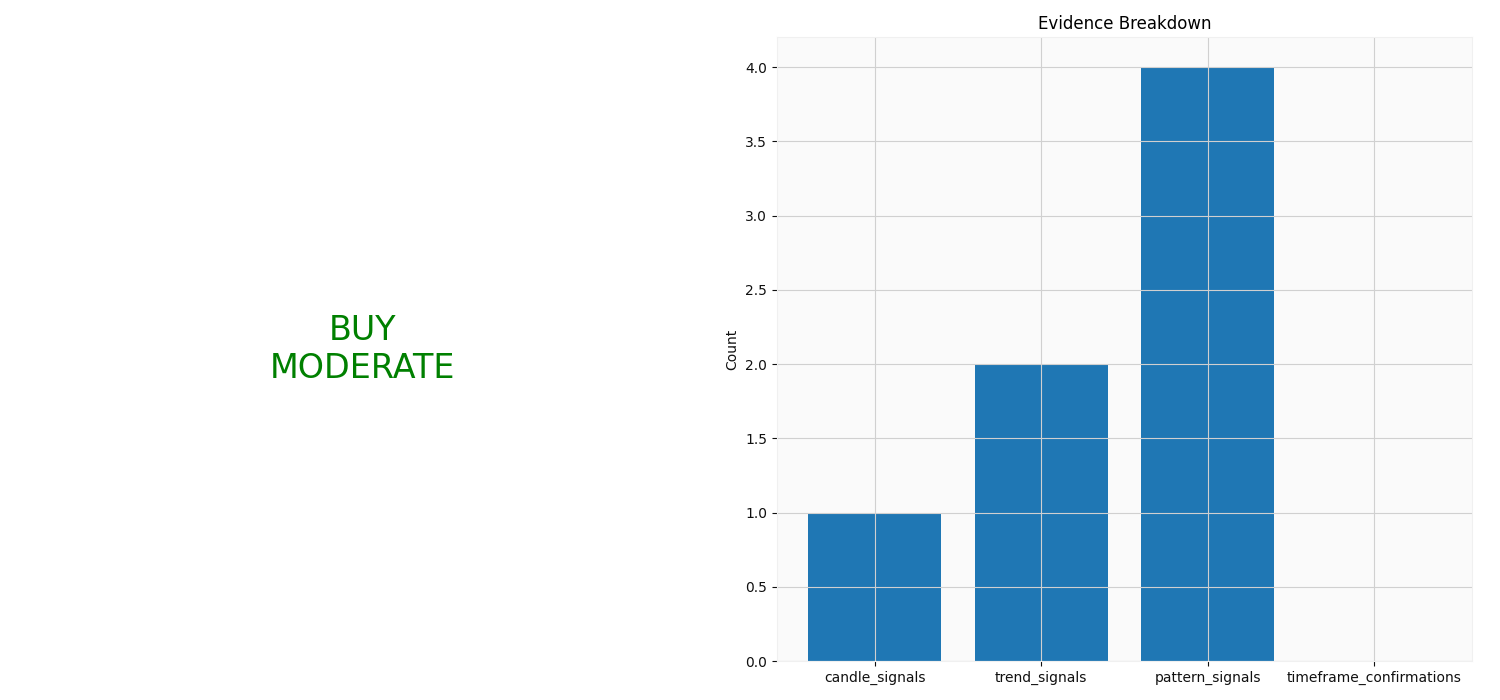 BUY
MODERATE
Evidence Breakdown
Count
4.0
3.5
3.0
2.5
2.0
1.5
1.0
0.5
0.0
candle_signals trend_signals pattern_signals timeframe_confirmations